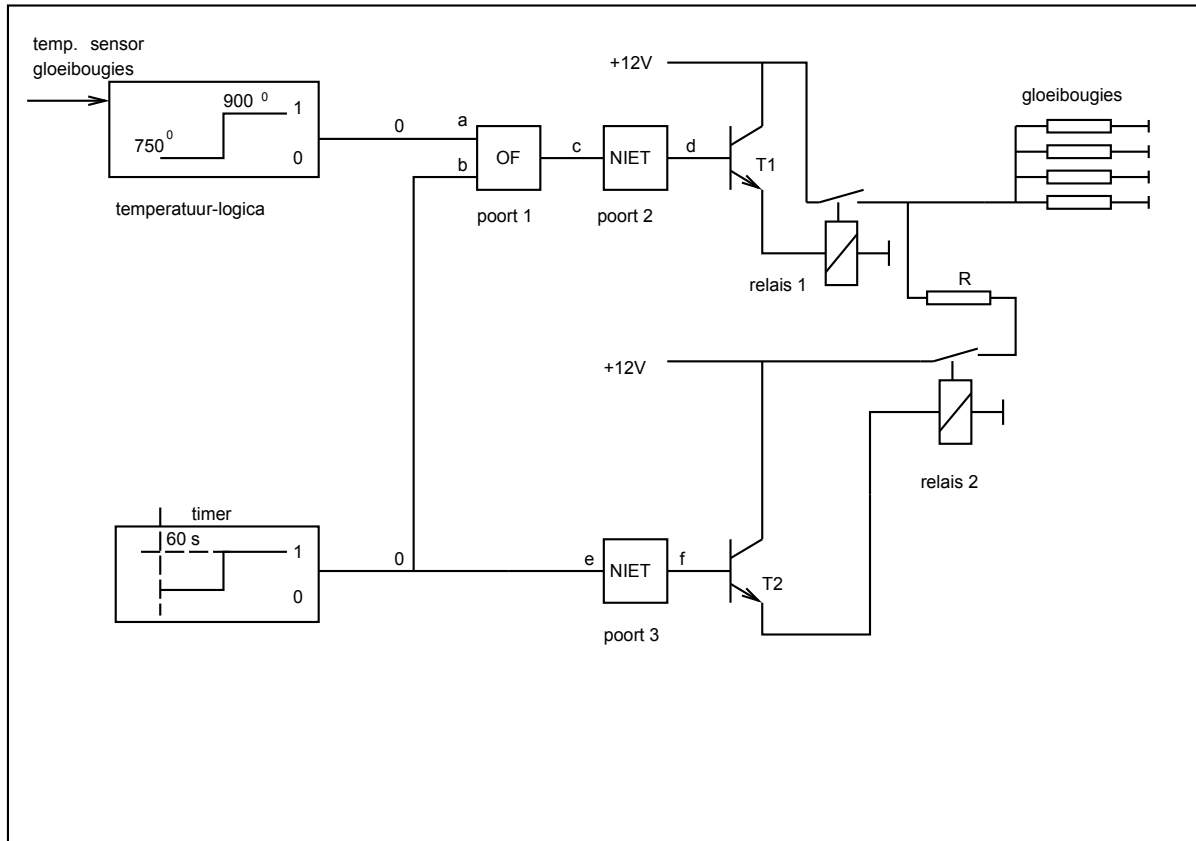 temp. sensor
gloeibougies
900 0
1
750 0
0
temperatuur-logica
0
a
b
OF
poort 1
c
NIET
poort 2
d
+12V
T1
relais 1
gloeibougies
R
+12V
relais 2
timer
60 s
1
0
0
e
NIET
poort 3
f
T2